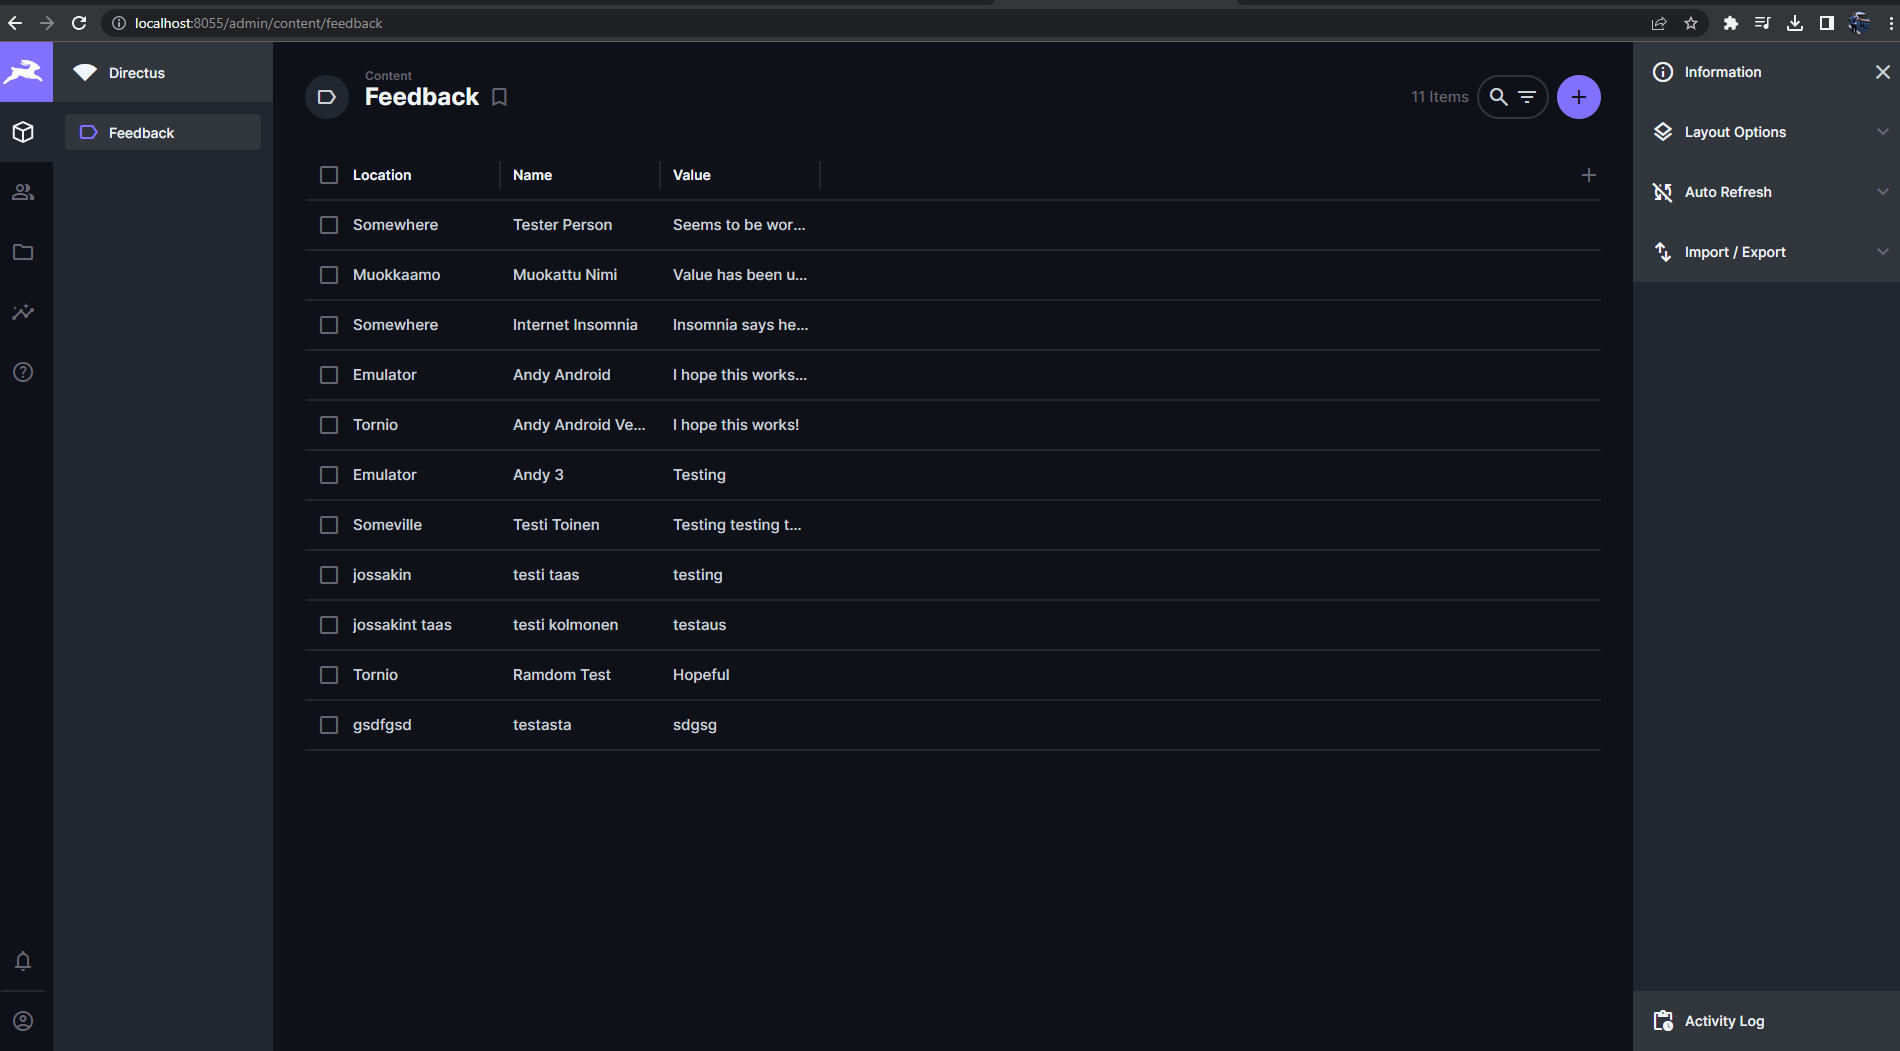 localhost:8055/admin/content/feedback
Directus
Feedback
Content
Feedback
11 Items
Location Name Value
Somewhere Tester Person Seems to be wor...
Muokkaamo Muokattu Nimi Value has been u...
Somewhere Internet Insomnia Insomnia says he...
Emulator Andy Android I hope this works...
Tornio Andy Android Ve... I hope this works!
Emulator Andy 3 Testing
Someville Testi Toinen Testing testing t...
jossakin testi taas testing
jossakint taas testi kolmonen testaus
Tornio Ramdom Test Hopeful
gsdfgsd testasta sdgsg
Information
Layout Options
Auto Refresh
Import / Export
Activity Log